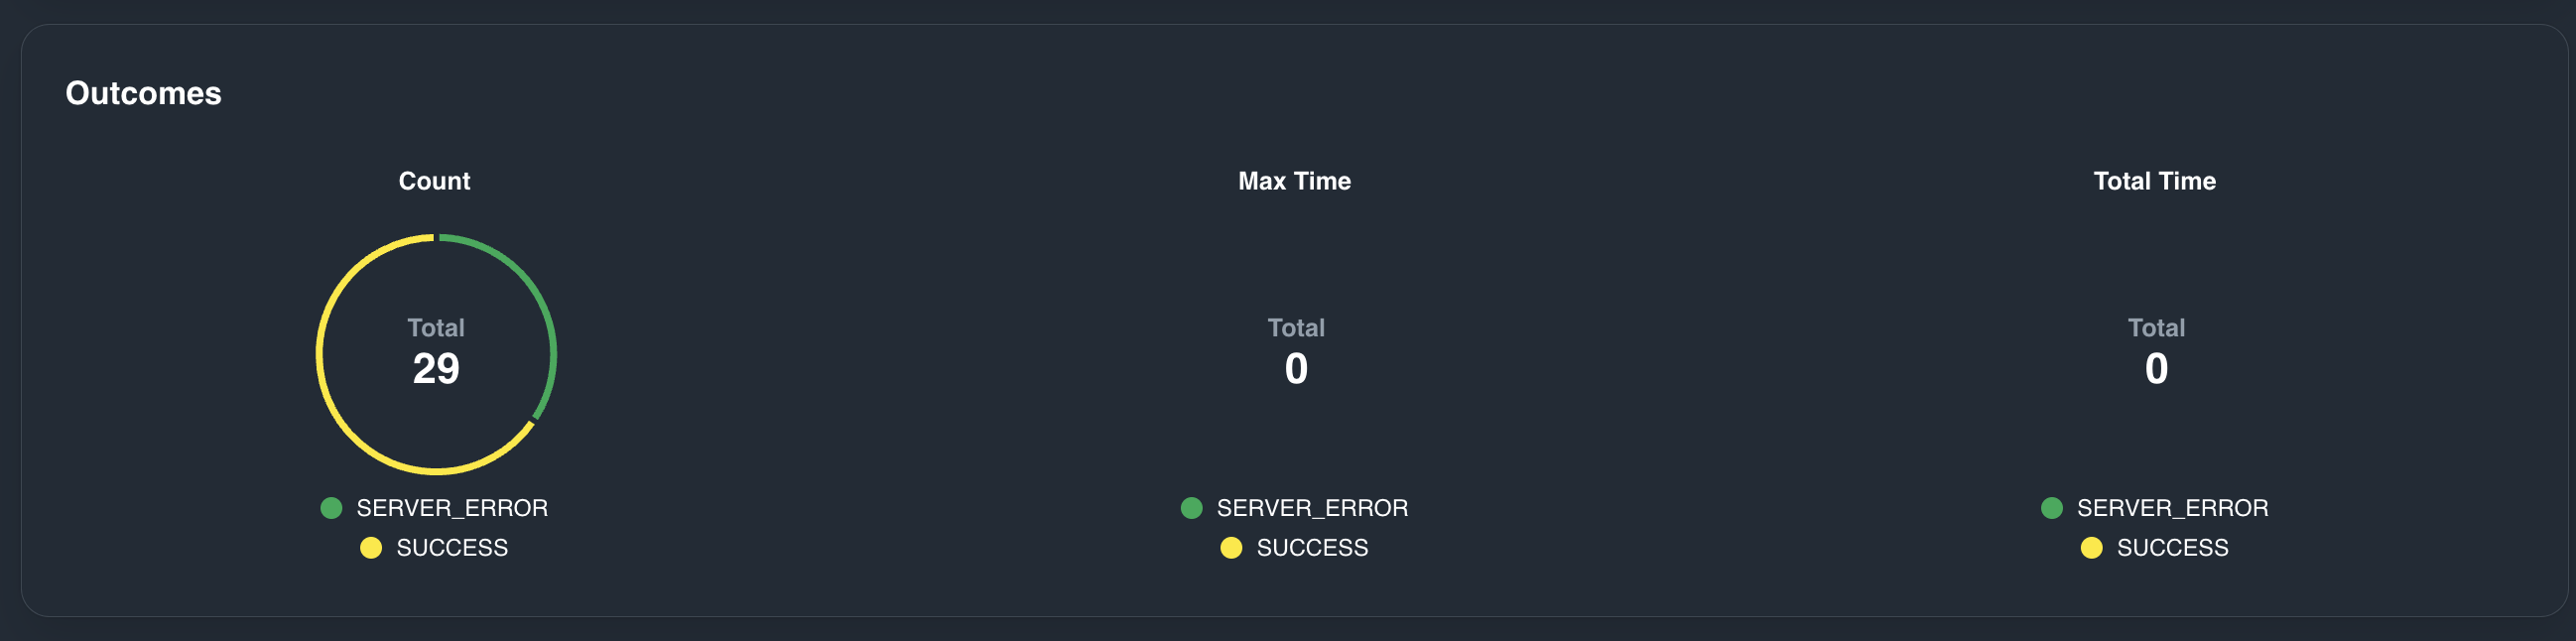 Outcomes
Count
Total
29
SERVER_ERROR
SUCCESS
Max Time
Total
0
SERVER_ERROR
SUCCESS
Total Time
Total
0
SERVER_ERROR
SUCCESS